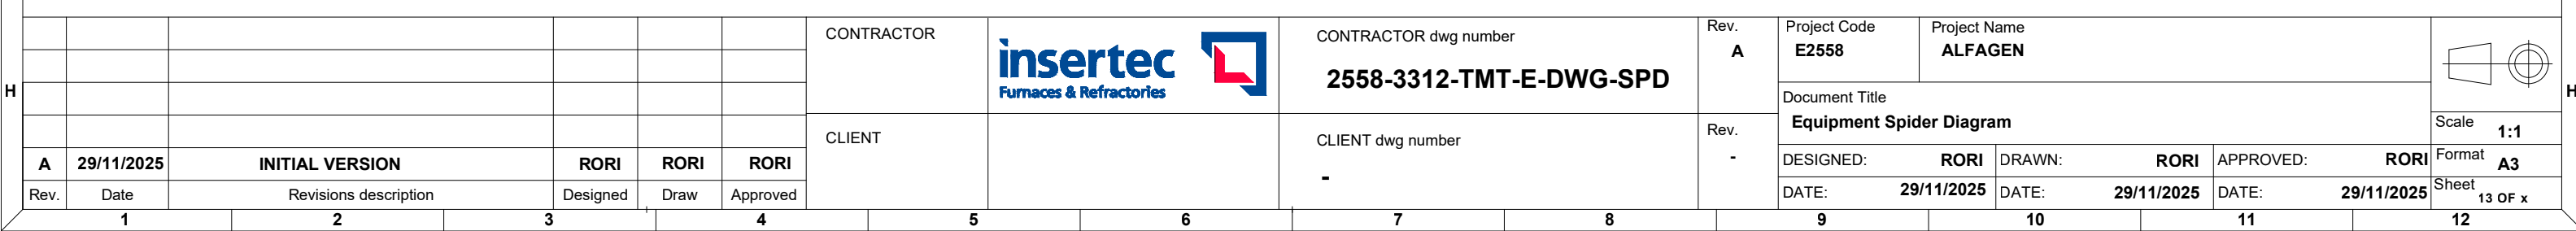 H
A 29/11/2025 INITIAL VERSION RORI RORI RORI
Rev. Date Revisions description Designed Draw Approved
CONTRACTOR
insertec
Furnaces & Refractories
CONTRACTOR dwg number
2558-3312-TMT-E-DWG-SPD
Rev.
A
CLIENT
CLIENT dwg number
-
Rev.
-
Project Code
E2558
Project Name
ALFAGEN
Document Title
Equipment Spider Diagram
DESIGNED: RORI DRAWN: RORI APPROVED: RORI
DATE: 29/11/2025 DATE: 29/11/2025 DATE: 29/11/2025
Scale
1:1
Format
A3
Sheet
13 OF x
H
1 2 3 4 5 6 7 8 9 10 11 12